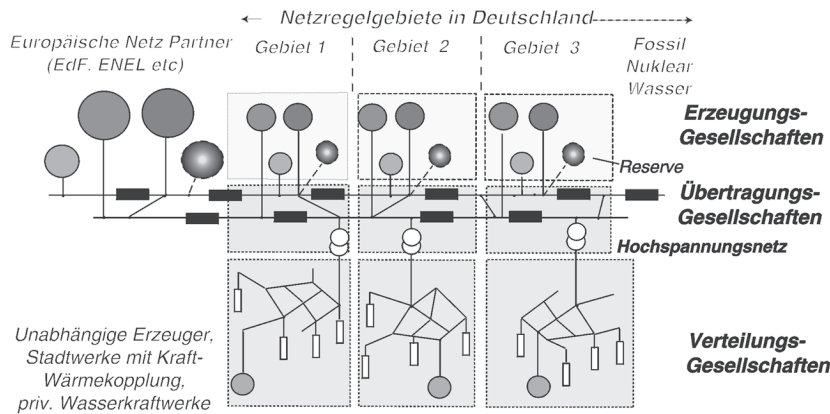 Netzregelgebiete in Deutschland
Europäische Netz Partner
(EdF. ENEL etc)
Gebiet 1
Gebiet 2
Gebiet 3
Fossil
Nuklear
Wasser
Erzeugungs-
Gesellschaften
Reserve
Übertragungs-
Gesellschaften
Hochspannungsnetz
Unabhängige Erzeuger,
Stadtwerke mit Kraft-
Wärmekopplung,
priv. Wasserkraftwerke
Verteilungs-
Gesellschaften